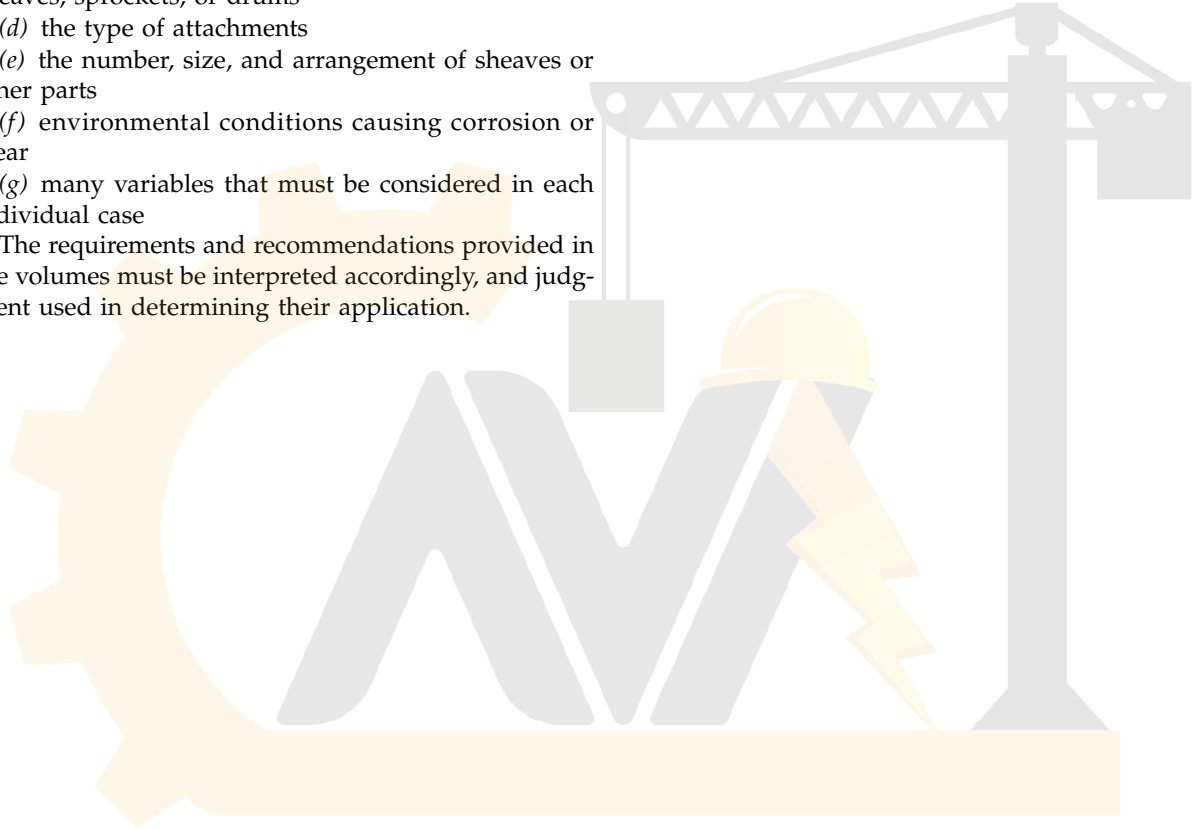 eaves, sprockets, or drums
(d) the type of attachments
(e) the number, size, and arrangement of sheaves or
ner parts
(f) environmental conditions causing corrosion or
ear
(g) many variables that must be considered in each
dividual case
The requirements and recommendations provided in
e volumes must be interpreted accordingly, and judg-
ent used in determining their application.